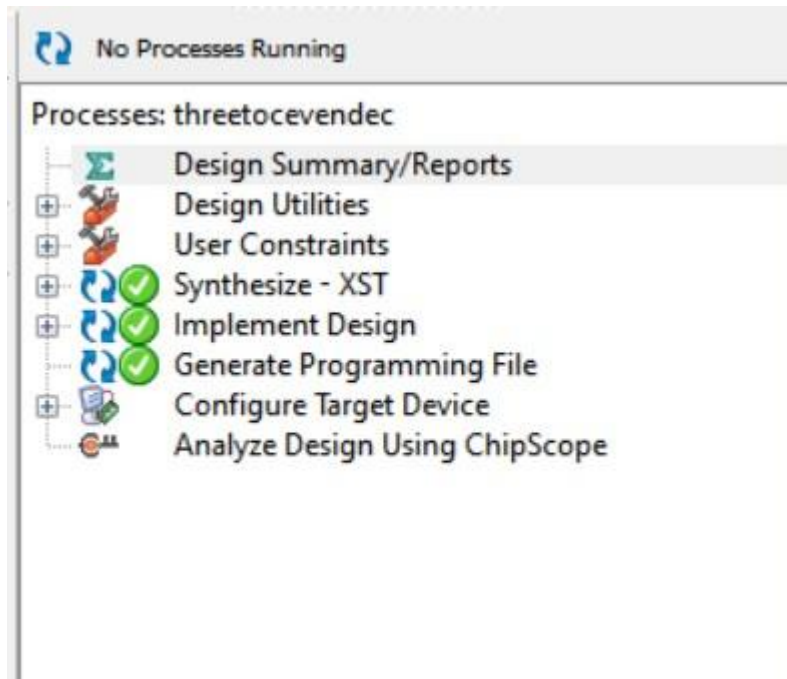 No Processes Running
Processes: threetocevendec
Design Summary/Reports
Design Utilities
User Constraints
Synthesize - XST
Implement Design
Generate Programming File
Configure Target Device
Analyze Design Using ChipScope